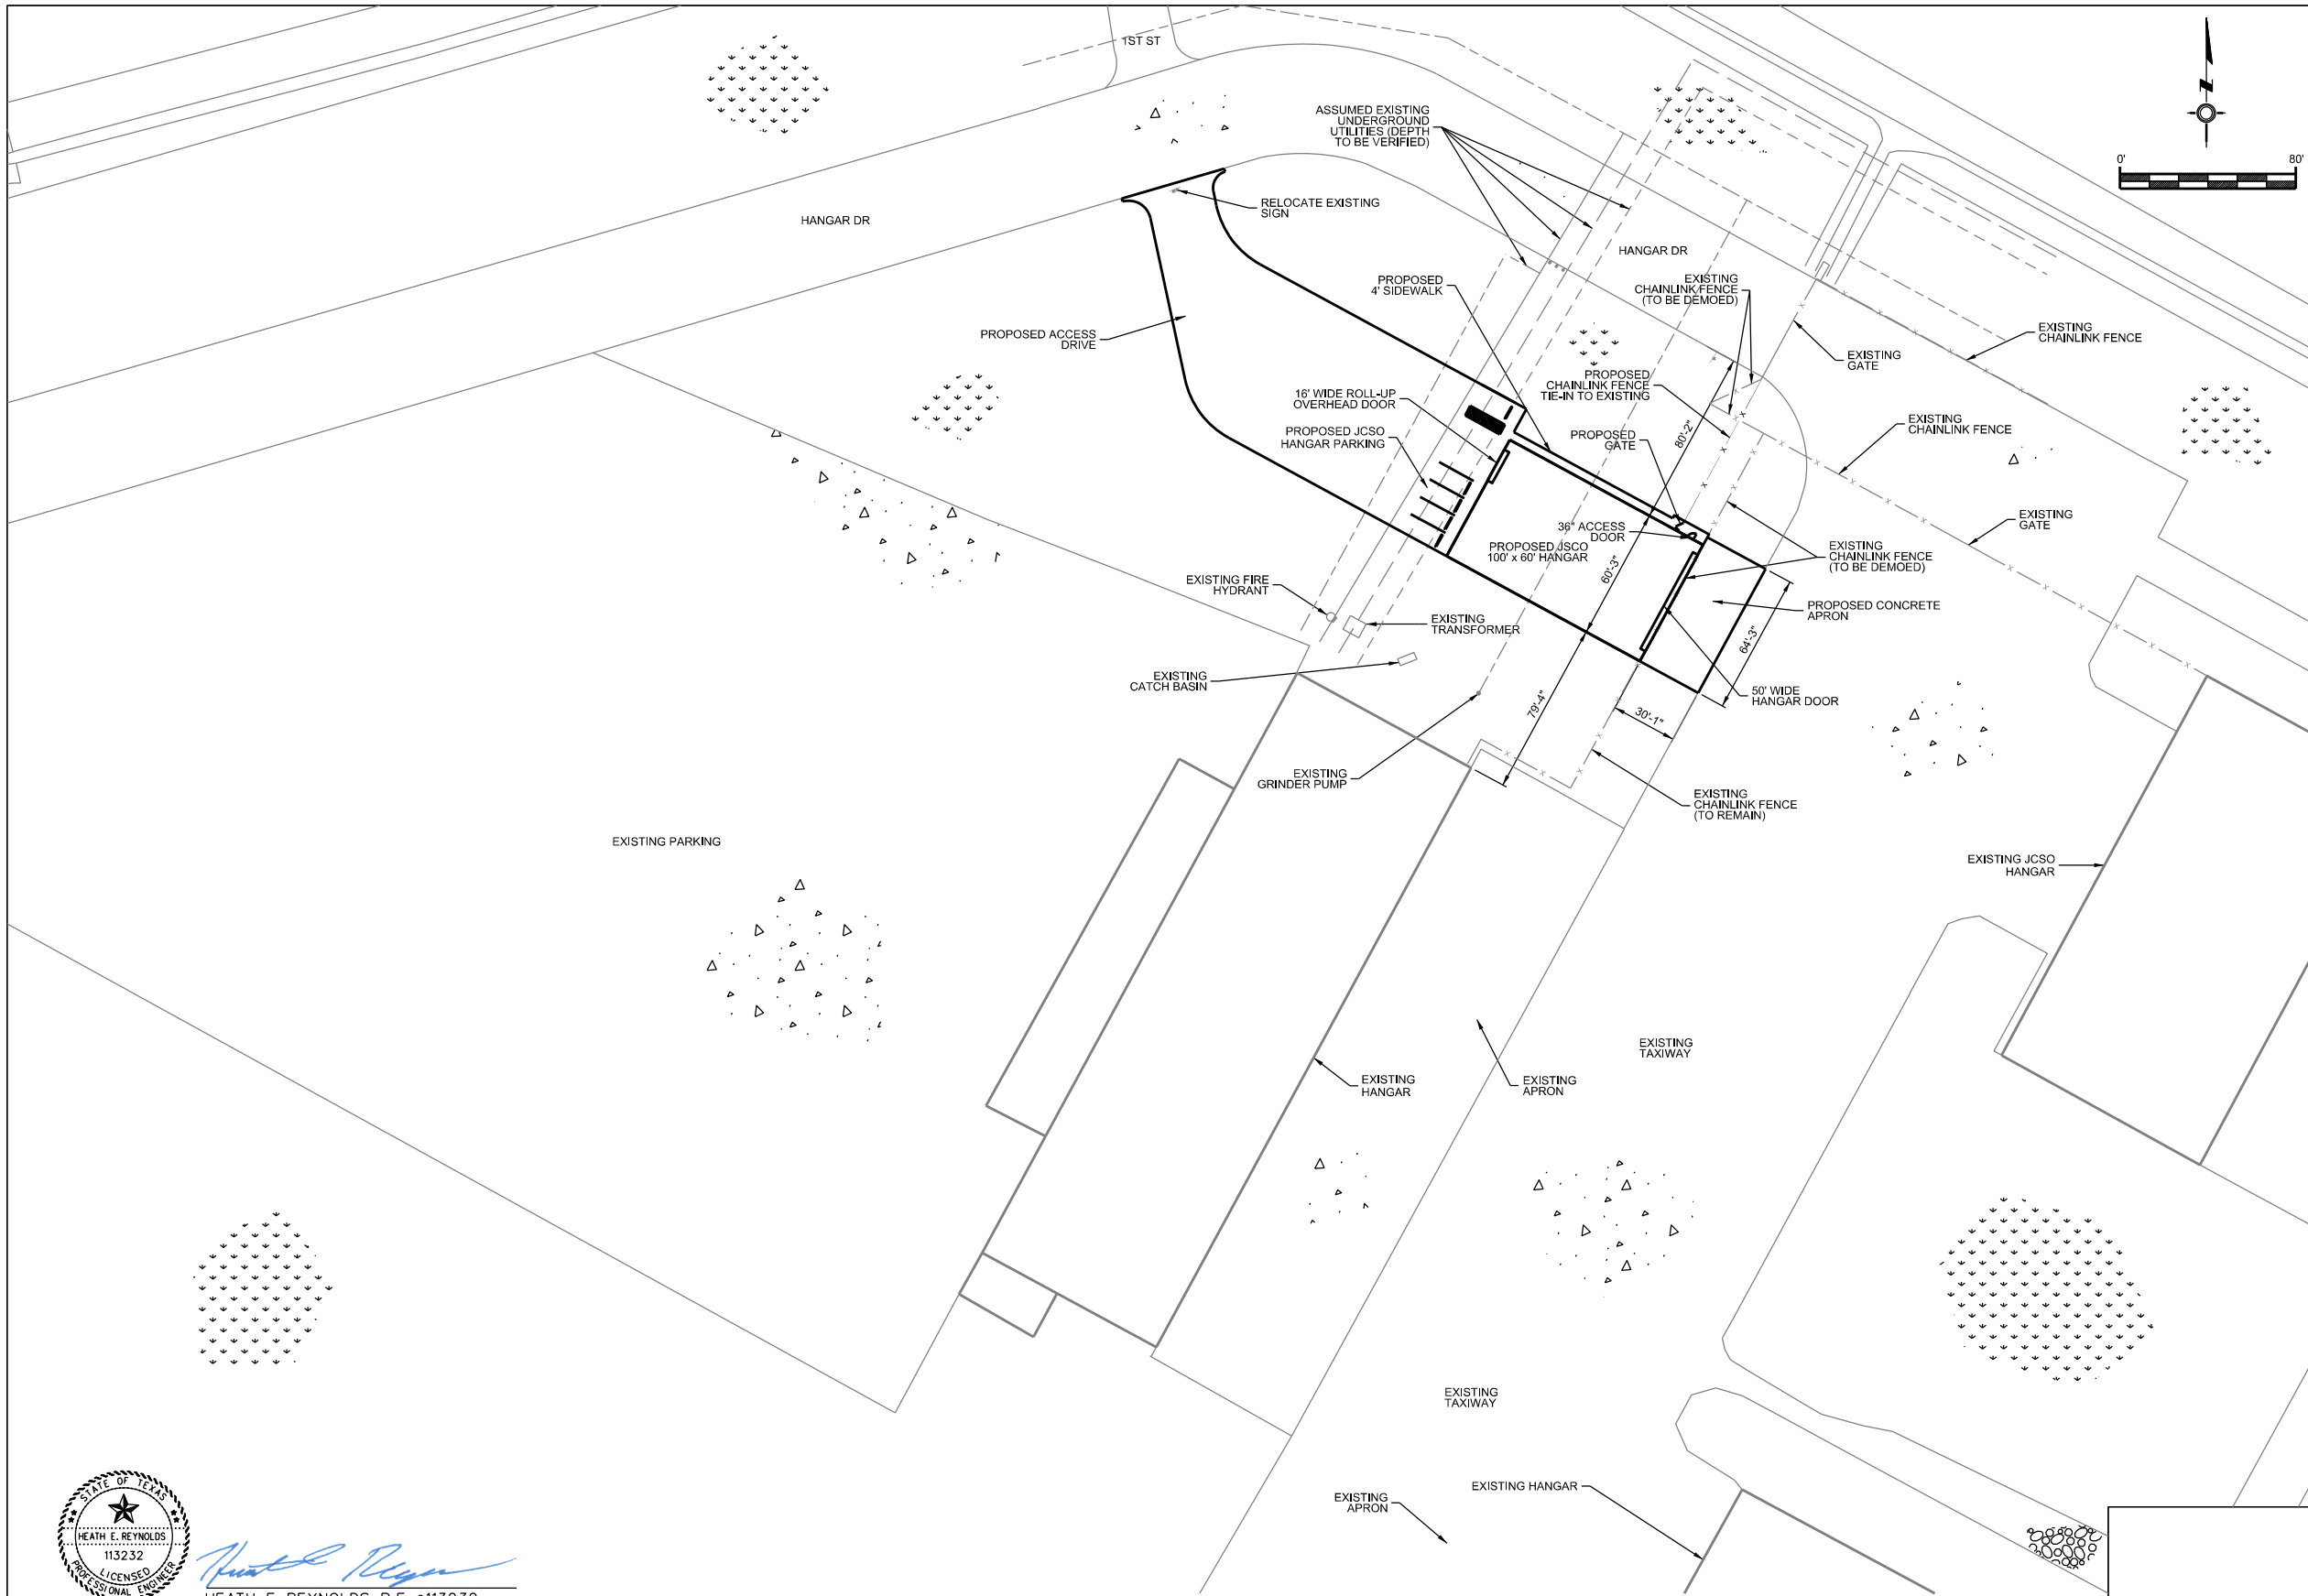 1ST ST
0' 80'
ASSUMED EXISTING
UNDERGROUND
UTILITIES (DEPTH
TO BE VERIFIED)
RELOCATE EXISTING
SIGN
HANGAR DR
HANGAR DR
PROPOSED
4' SIDEWALK
EXISTING
CHAINLINK FENCE
(TO BE DEMOED)
PROPOSED ACCESS
DRIVE
EXISTING
CHAINLINK FENCE
EXISTING
GATE
PROPOSED
CHAINLINK FENCE
TIE-IN TO EXISTING
16' WIDE ROLL-UP
OVERHEAD DOOR
PROPOSED JCSO
HANGAR PARKING
PROPOSED
GATE
80'-2"
EXISTING
CHAINLINK FENCE
EXISTING
GATE
36" ACCESS
DOOR
PROPOSED JSCO
100' x 60' HANGAR
60'-3"
EXISTING
CHAINLINK FENCE
(TO BE DEMOED)
EXISTING FIRE
HYDRANT
EXISTING
TRANSFORMER
PROPOSED CONCRETE
APRON
64'-3"
EXISTING
CATCH BASIN
50' WIDE
HANGAR DOOR
79'-4"
30'-1"
EXISTING
GRINDER PUMP
EXISTING
CHAINLINK FENCE
(TO REMAIN)
EXISTING PARKING
EXISTING JCSO
HANGAR
EXISTING
TAXIWAY
EXISTING
HANGAR
EXISTING
APRON
EXISTING
TAXIWAY
EXISTING
APRON
EXISTING HANGAR
STATE OF TEXAS
HEATH E. REYNOLDS
113232
LICENSED
PROFESSIONAL ENGINEER
N